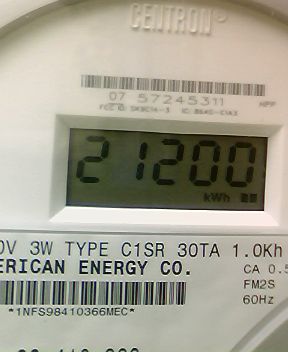 CENTRON®
07 57245311
21200
kWh
0V 3W TYPE C1SR 30TA 1.0Kh
ERICAN ENERGY CO.
CA 0.5
FM2S
60Hz
*1NFS98410366MEC*